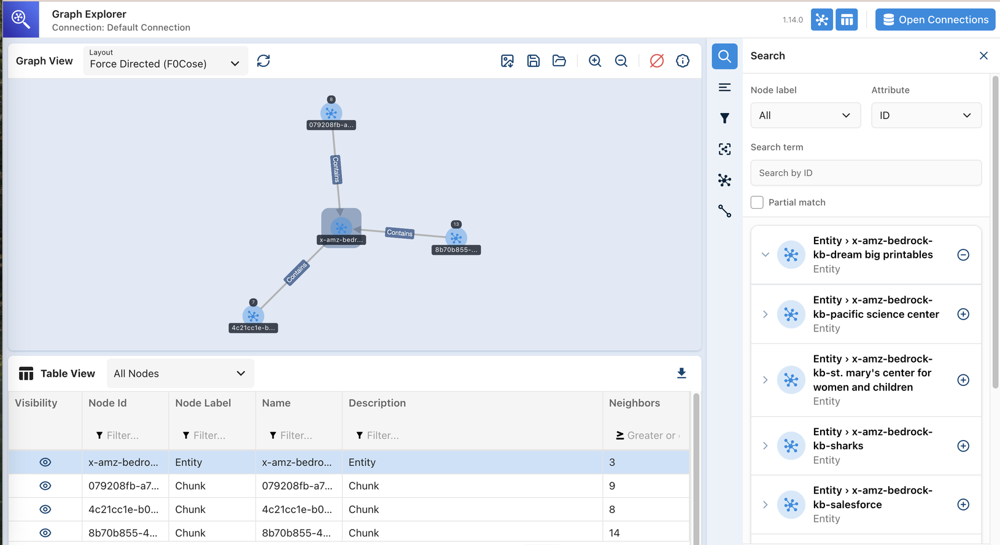 Graph Explorer
Connection: Default Connection
1.14.0
Open Connections
Graph View
Layout
Force Directed (F0Cose)
8
079208fb-a...
Contains
x-amz-bedr...
Contains
13
8b70b855-...
Contains
7
4c21cc1e-b...
Table View
All Nodes
Visibility
Node Id
Node Label
Name
Description
Neighbors
Filter...
Filter...
Filter...
Filter...
≥ Greater or
x-amz-bedro...
Entity
x-amz-bedro...
Entity
3
079208fb-a7...
Chunk
079208fb-a7...
Chunk
9
4c21cc1e-b0...
Chunk
4c21cc1e-b0...
Chunk
8
8b70b855-4...
Chunk
8b70b855-4...
Chunk
14
Search
Node label
Attribute
All
ID
Search term
Search by ID
Partial match
Entity › x-amz-bedrock-
kb-dream big printables
Entity
Entity › x-amz-bedrock-
kb-pacific science center
Entity
Entity › x-amz-bedrock-
kb-st. mary's center for
women and children
Entity
Entity › x-amz-bedrock-
kb-sharks
Entity
Entity › x-amz-bedrock-
kb-salesforce
Entity